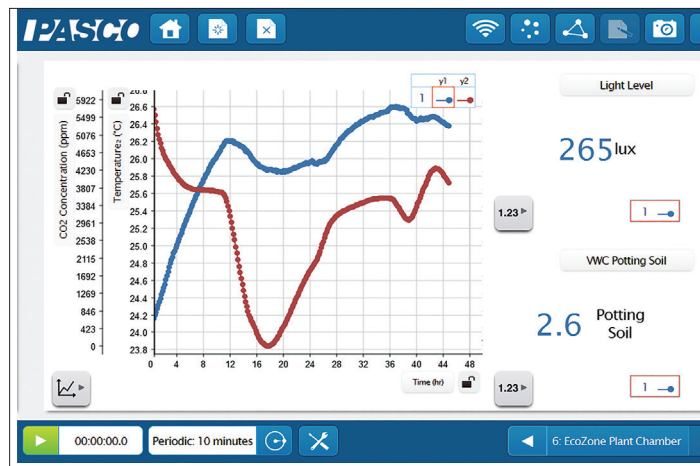 PASCO
y1 y2
1
CO2 Concentration (ppm)
5922
5499
5076
4653
4230
3807
3384
2961
2538
2115
1692
1269
846
423
0
Temperature: (°C)
26.8
26.6
26.4
26.2
26.0
25.8
25.6
25.4
25.2
25.0
24.8
24.6
24.4
24.2
24.0
23.8
0 4 8 12 16 20 24 28 32 36 40 44 48
Time (hr)
Light Level
265 lux
1.23
1
VWC Potting Soil
2.6 Potting
Soil
1.23
1
00:00:00.0
Periodic: 10 minutes
6: EcoZone Plant Chamber